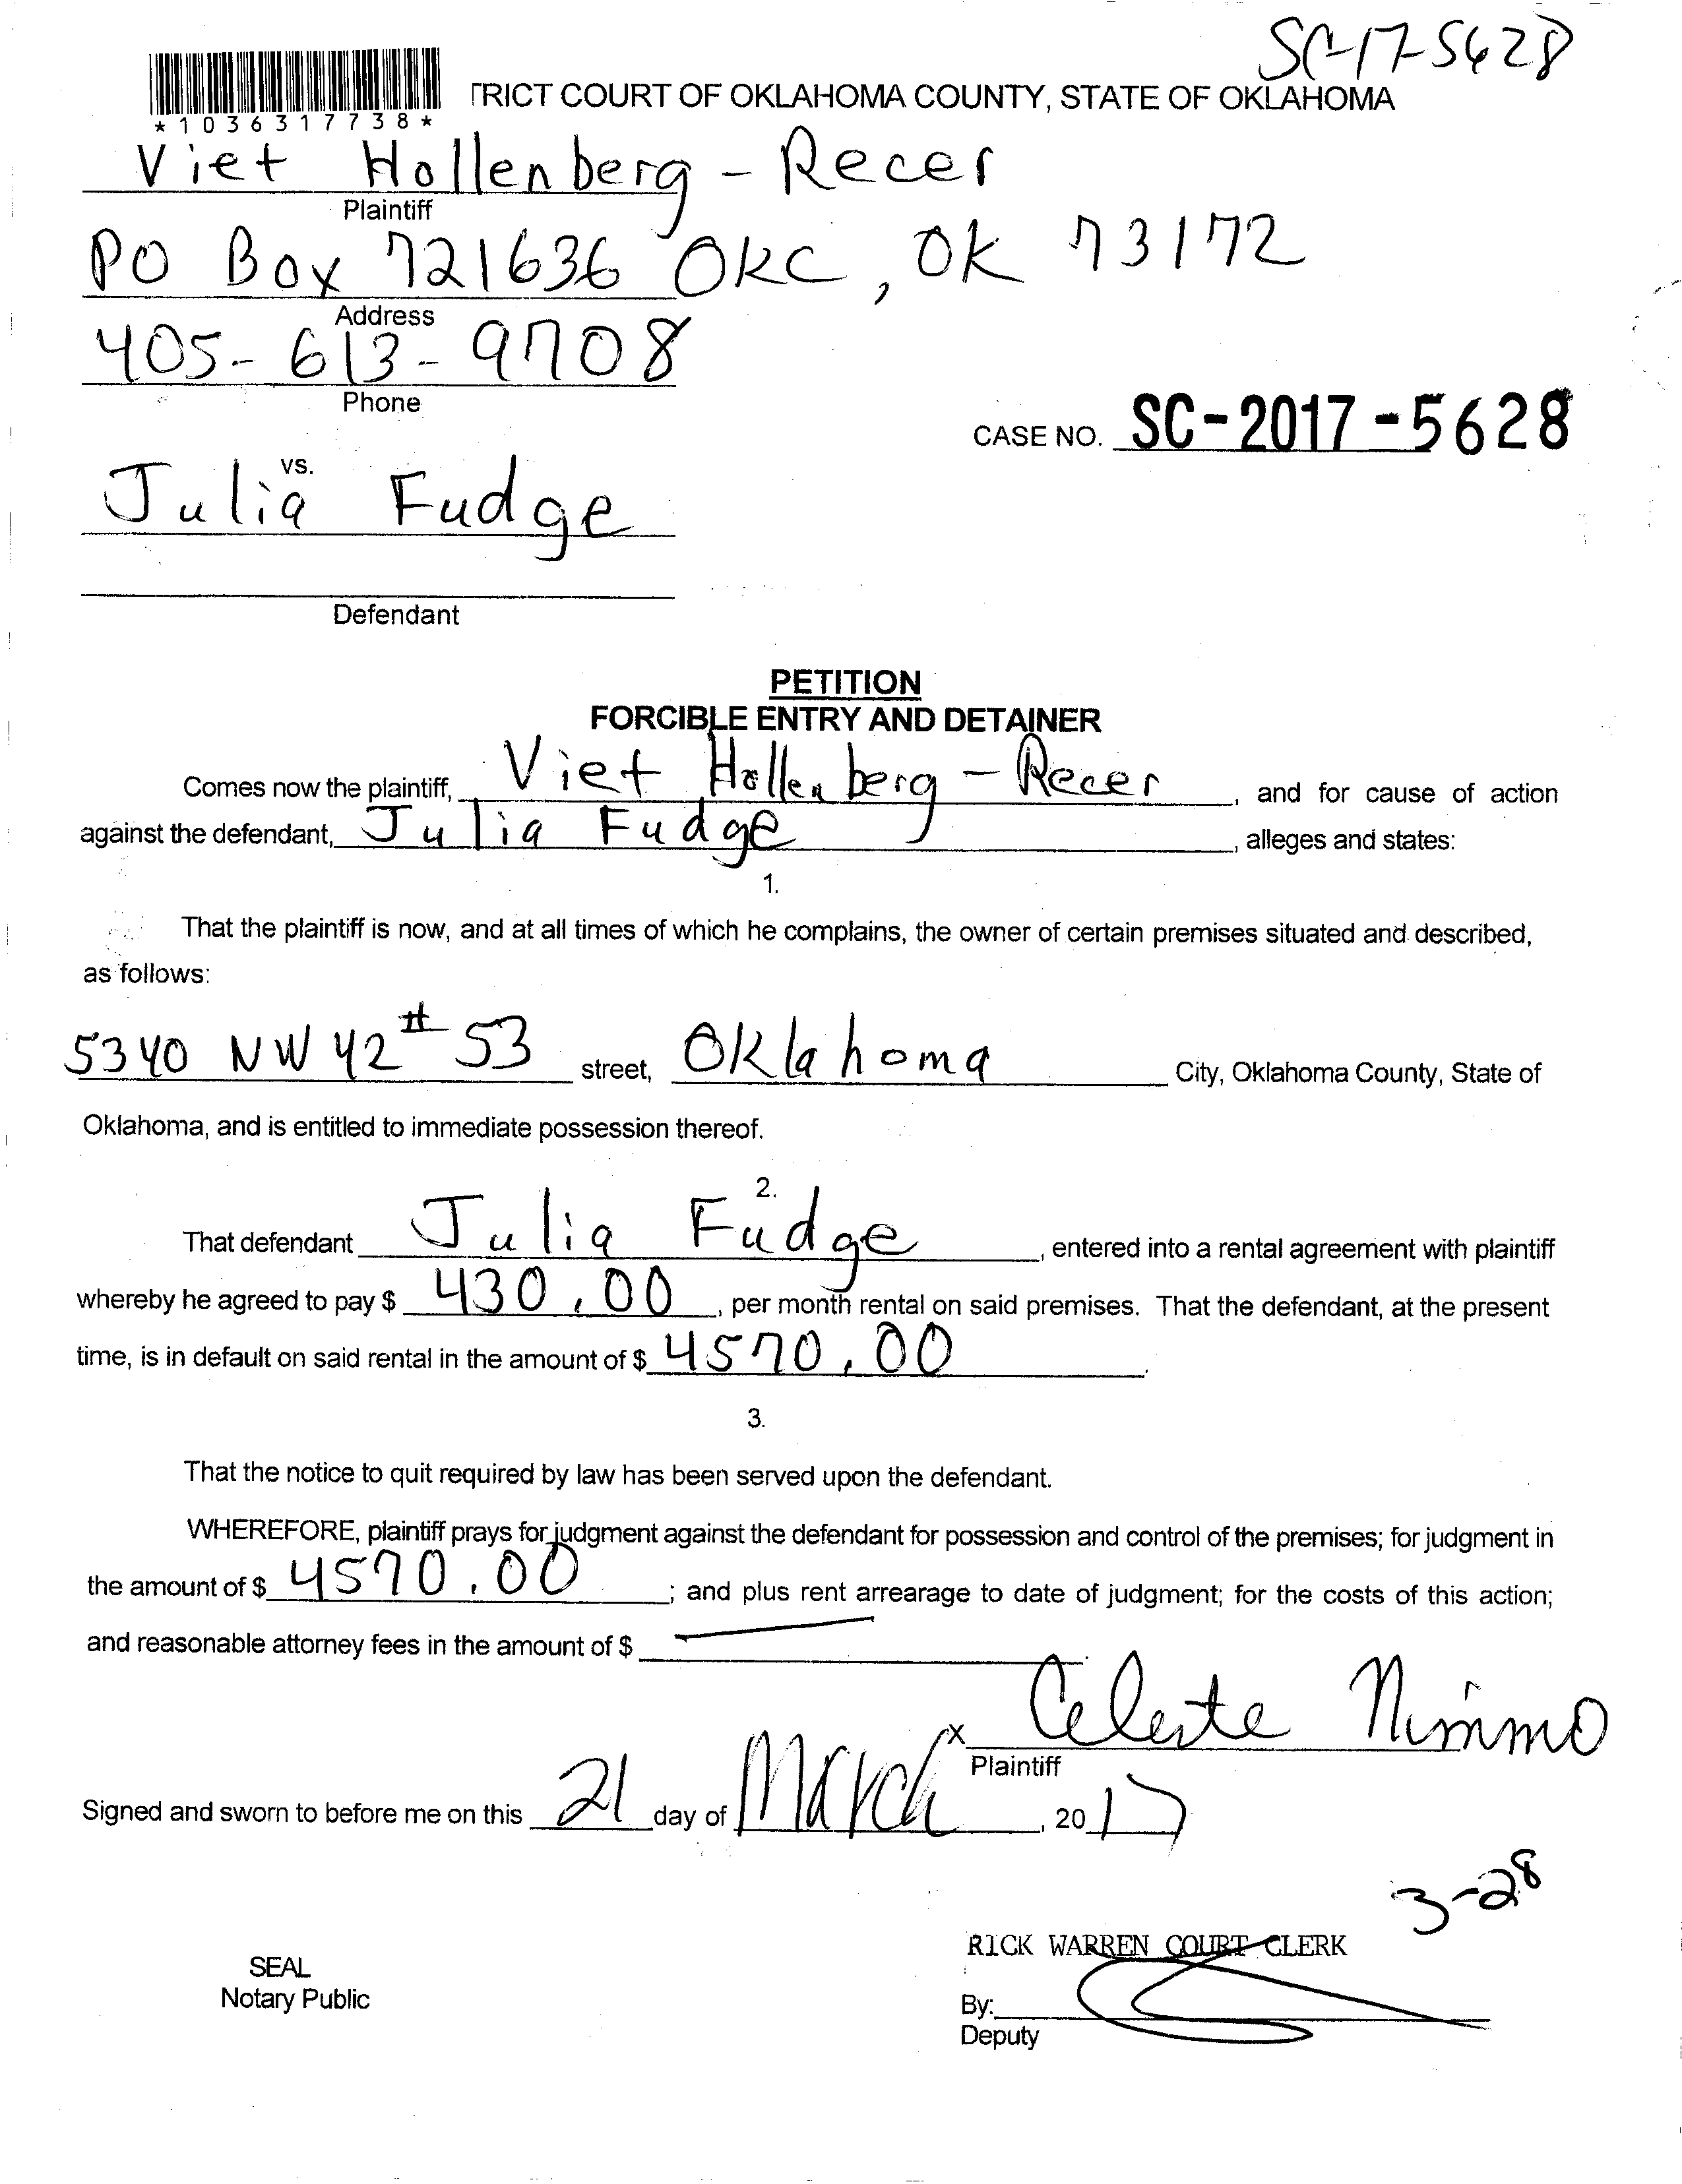 SC-17-5628
TRICT COURT OF OKLAHOMA COUNTY, STATE OF OKLAHOMA
*1036317738*
Viet Hollenberg-Recer
Plaintiff
PO Box 721636 OKC, OK 73172
Address
405-613-9708
Phone
CASE NO. SC-2017-5628
vs.
Julia Fudge
Defendant
PETITION
FORCIBLE ENTRY AND DETAINER
Comes now the plaintiff, Viet Hollenberg-Recer, and for cause of action
against the defendant, Julia Fudge, alleges and states:
1.
That the plaintiff is now, and at all times of which he complains, the owner of certain premises situated and described,
as follows:
5340 NW 42 # 53 street, Oklahoma City, Oklahoma County, State of
Oklahoma, and is entitled to immediate possession thereof.
2.
That defendant Julia Fudge, entered into a rental agreement with plaintiff
whereby he agreed to pay $ 430.00, per month rental on said premises. That the defendant, at the present
time, is in default on said rental in the amount of $ 4570.00.
3.
That the notice to quit required by law has been served upon the defendant.
WHEREFORE, plaintiff prays for judgment against the defendant for possession and control of the premises; for judgment in
the amount of $ 4570.00; and plus rent arrearage to date of judgment; for the costs of this action;
and reasonable attorney fees in the amount of $ —.
x Celeste Nimmo
Plaintiff
Signed and sworn to before me on this 21 day of March, 2017
3-28
RICK WARREN COURT CLERK
SEAL
Notary Public
By:
Deputy